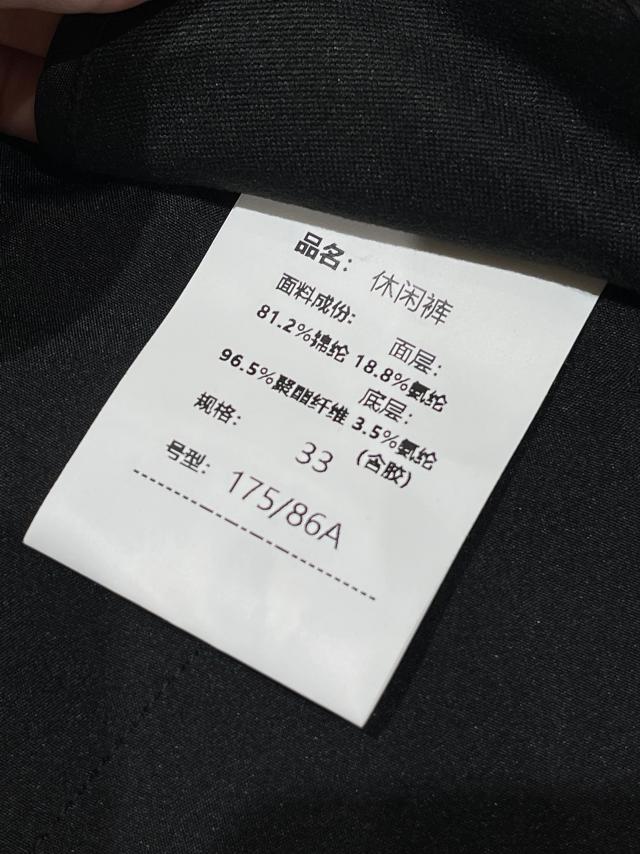 品名: 休闲裤
面料成份: 面层:
81.2%锦纶 18.8%氨纶
底层:
96.5%聚酯纤维 3.5%氨纶
(含胶)
规格: 33
号型: 175/86A